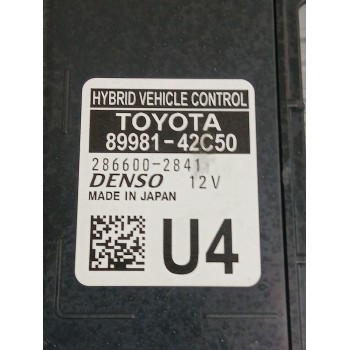 HYBRID VEHICLE CONTROL
TOYOTA
89981-42C50
286600-2841
DENSO 12V
MADE IN JAPAN
U4